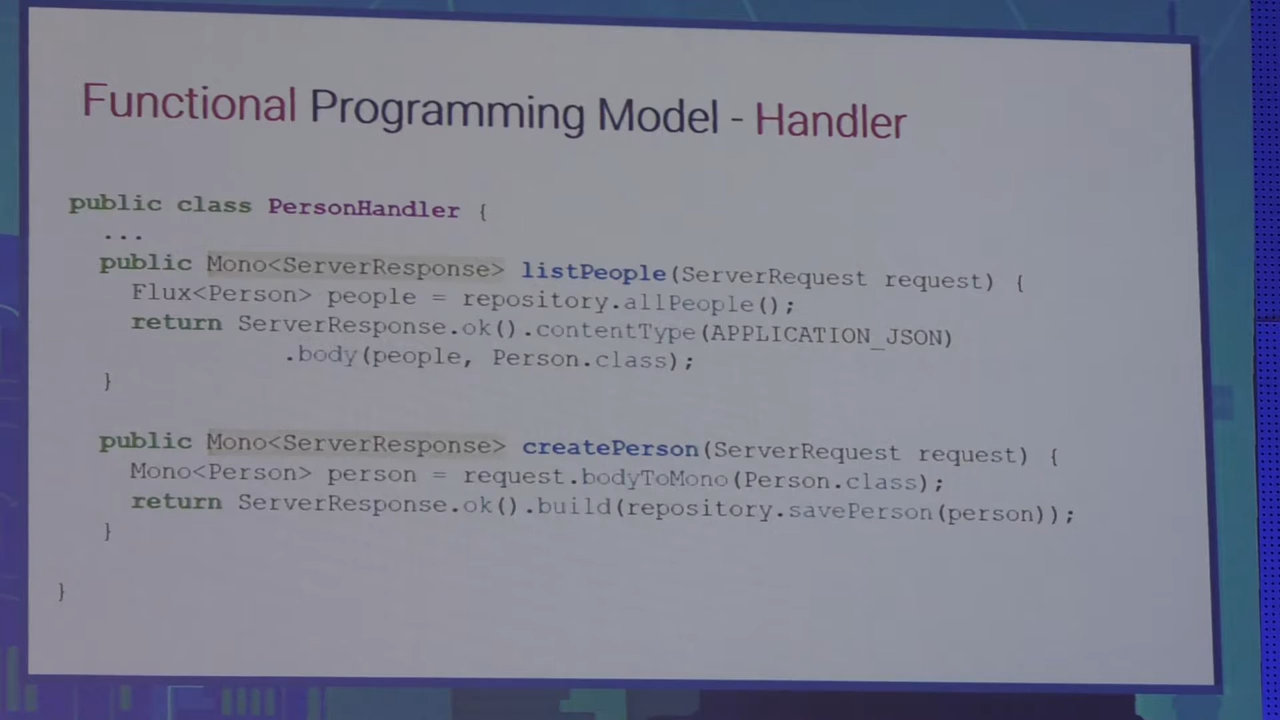 Functional Programming Model - Handler
public class PersonHandler {
...
public Mono<ServerResponse> listPeople(ServerRequest request) {
Flux<Person> people = repository.allPeople();
return ServerResponse.ok().contentType(APPLICATION_JSON)
.body(people, Person.class);
}
public Mono<ServerResponse> createPerson(ServerRequest request) {
Mono<Person> person = request.bodyToMono(Person.class);
return ServerResponse.ok().build(repository.savePerson(person));
}
}